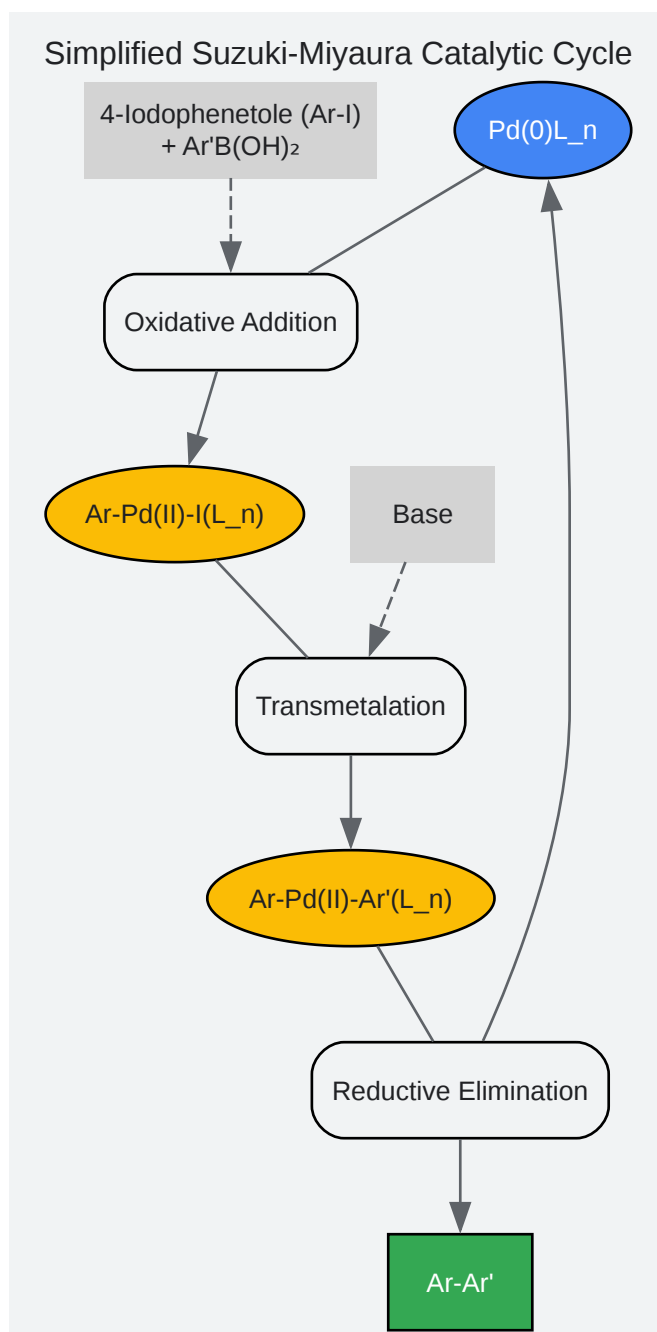 Simplified Suzuki-Miyaura Catalytic Cycle
4-Iodophenetole (Ar-I)
+ Ar'B(OH)₂
Pd(0)L_n
Oxidative Addition
Ar-Pd(II)-I(L_n)
Base
Transmetalation
Ar-Pd(II)-Ar'(L_n)
Reductive Elimination
Ar-Ar'